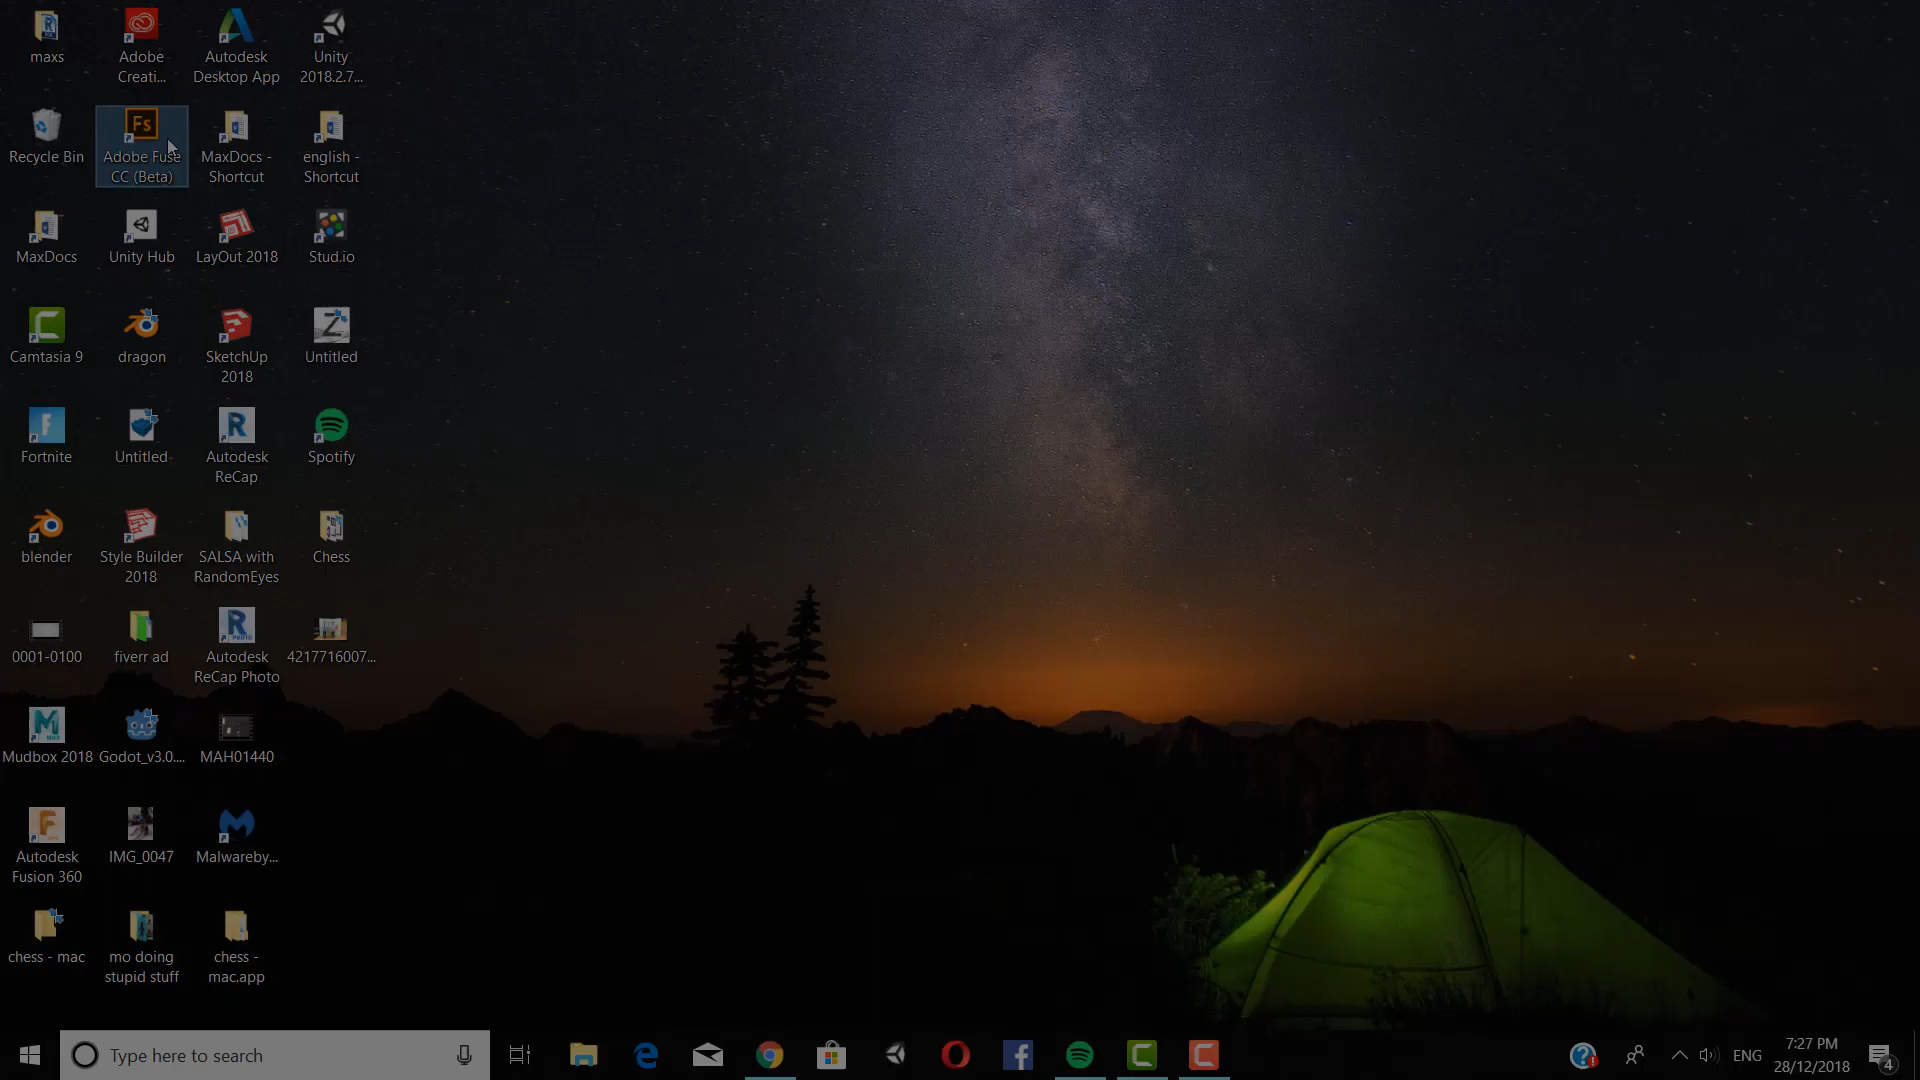 maxs
Adobe
Creati...
Autodesk
Desktop App
Unity
2018.2.7...
Recycle Bin
Fs
Adobe Fuse
CC (Beta)
MaxDocs -
Shortcut
english -
Shortcut
MaxDocs
Unity Hub
LayOut 2018
Stud.io
Camtasia 9
dragon
SketchUp
2018
Untitled
Fortnite
Untitled
Autodesk
ReCap
Spotify
blender
Style Builder
2018
SALSA with
RandomEyes
Chess
0001-0100
fiverr ad
Autodesk
ReCap Photo
4217716007...
Mudbox 2018
Godot_v3.0....
MAH01440
Autodesk
Fusion 360
IMG_0047
Malwareby...
chess - mac
mo doing
stupid stuff
chess -
mac.app
Type here to search
ENG
7:27 PM
28/12/2018
4